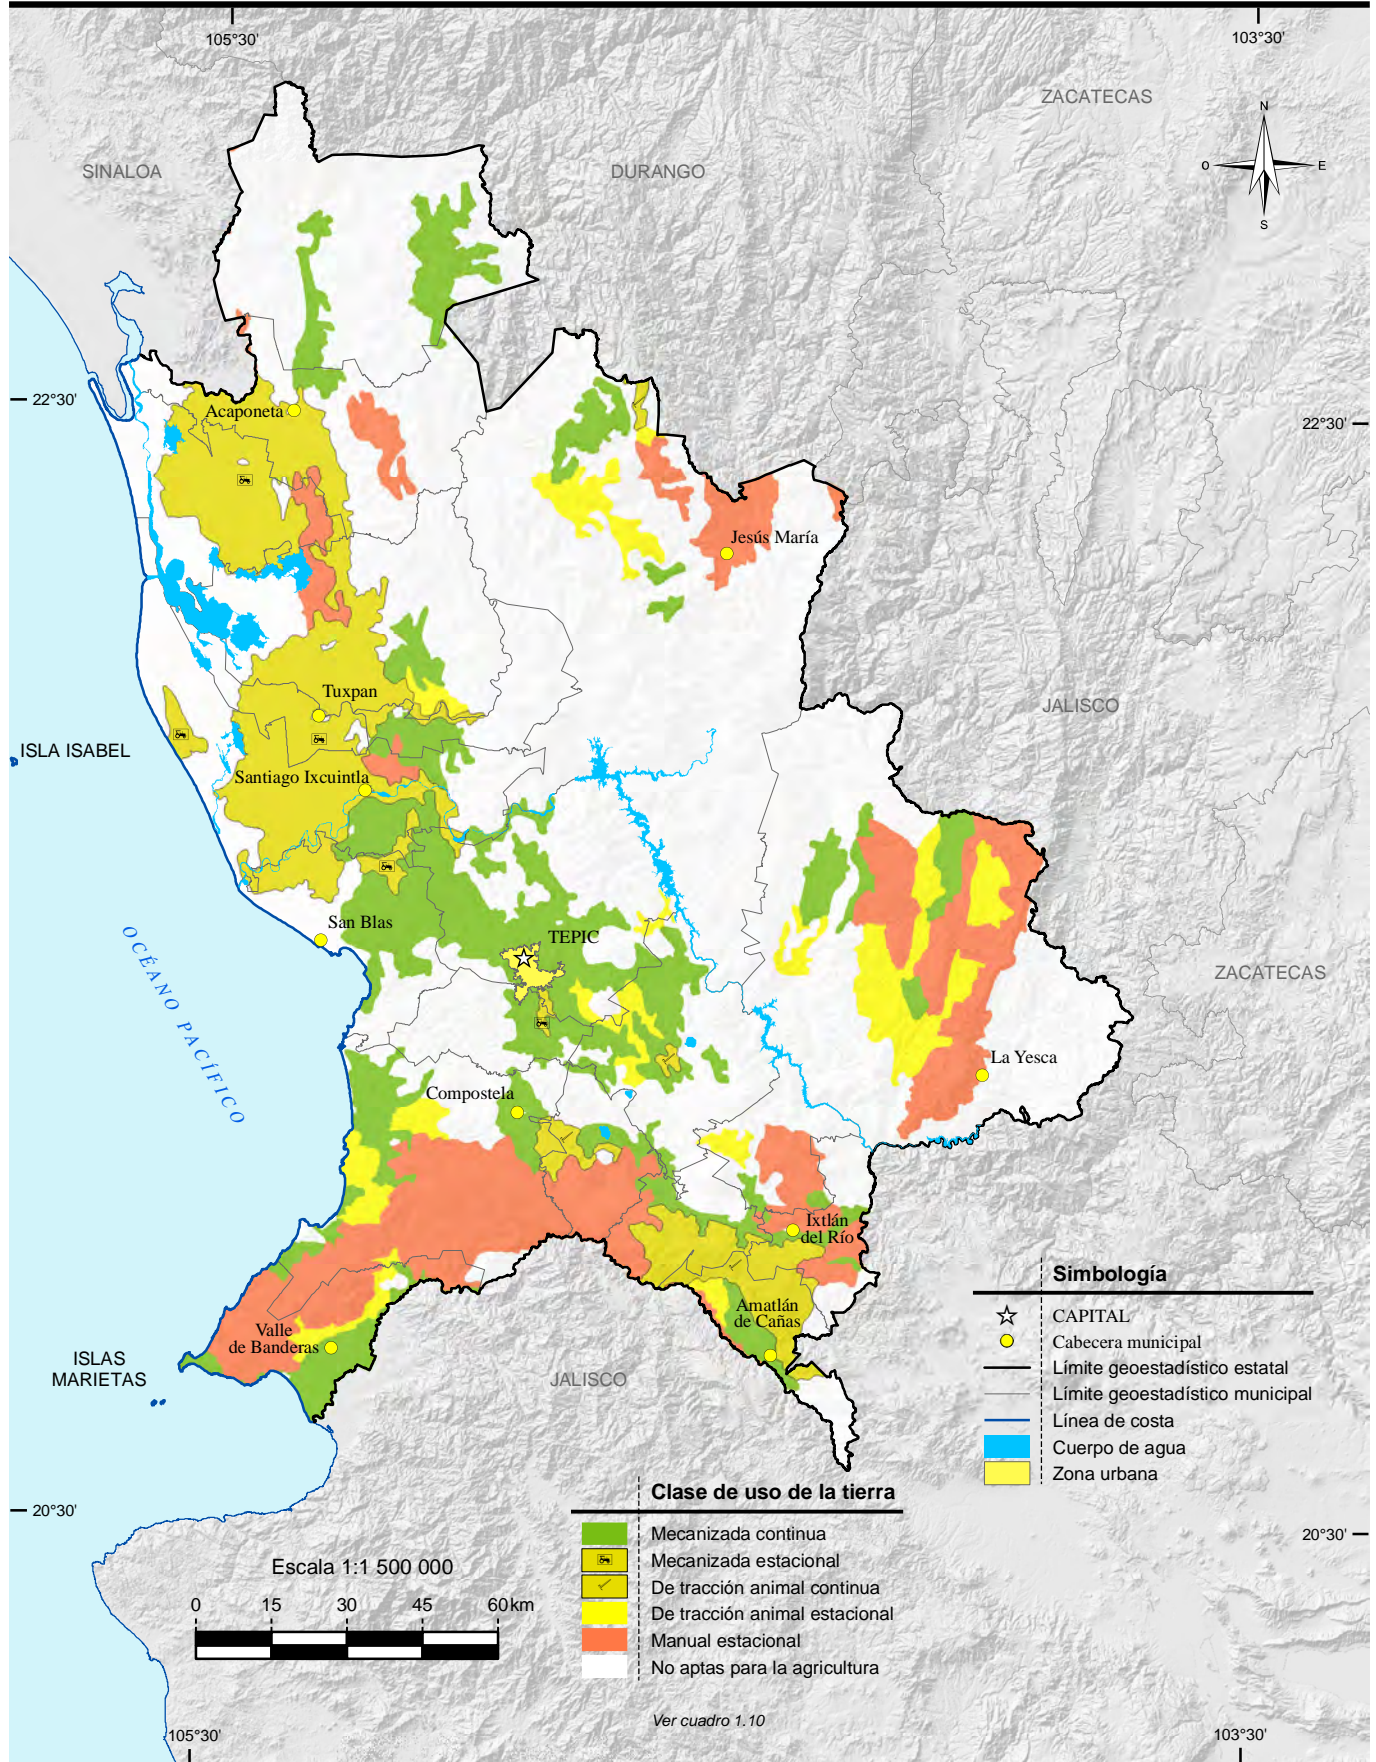 105°30'
103°30'
ZACATECAS
N
O
E
S
SINALOA
DURANGO
22°30'
Acaponeta
22°30'
Jesús María
Tuxpan
JALISCO
ISLA ISABEL
Santiago Ixcuintla
San Blas
TEPIC
OCÉANO PACÍFICO
ZACATECAS
La Yesca
Compostela
Ixtlán
del Río
Amatlán
de Cañas
Valle
de Banderas
ISLAS
MARIETAS
JALISCO
Simbología
CAPITAL
Cabecera municipal
Límite geoestadístico estatal
Límite geoestadístico municipal
Línea de costa
Cuerpo de agua
Zona urbana
Clase de uso de la tierra
Mecanizada continua
Mecanizada estacional
De tracción animal continua
De tracción animal estacional
Manual estacional
No aptas para la agricultura
Ver cuadro 1.10
20°30'
20°30'
Escala 1:1 500 000
0 15 30 45 60 km
105°30'
103°30'